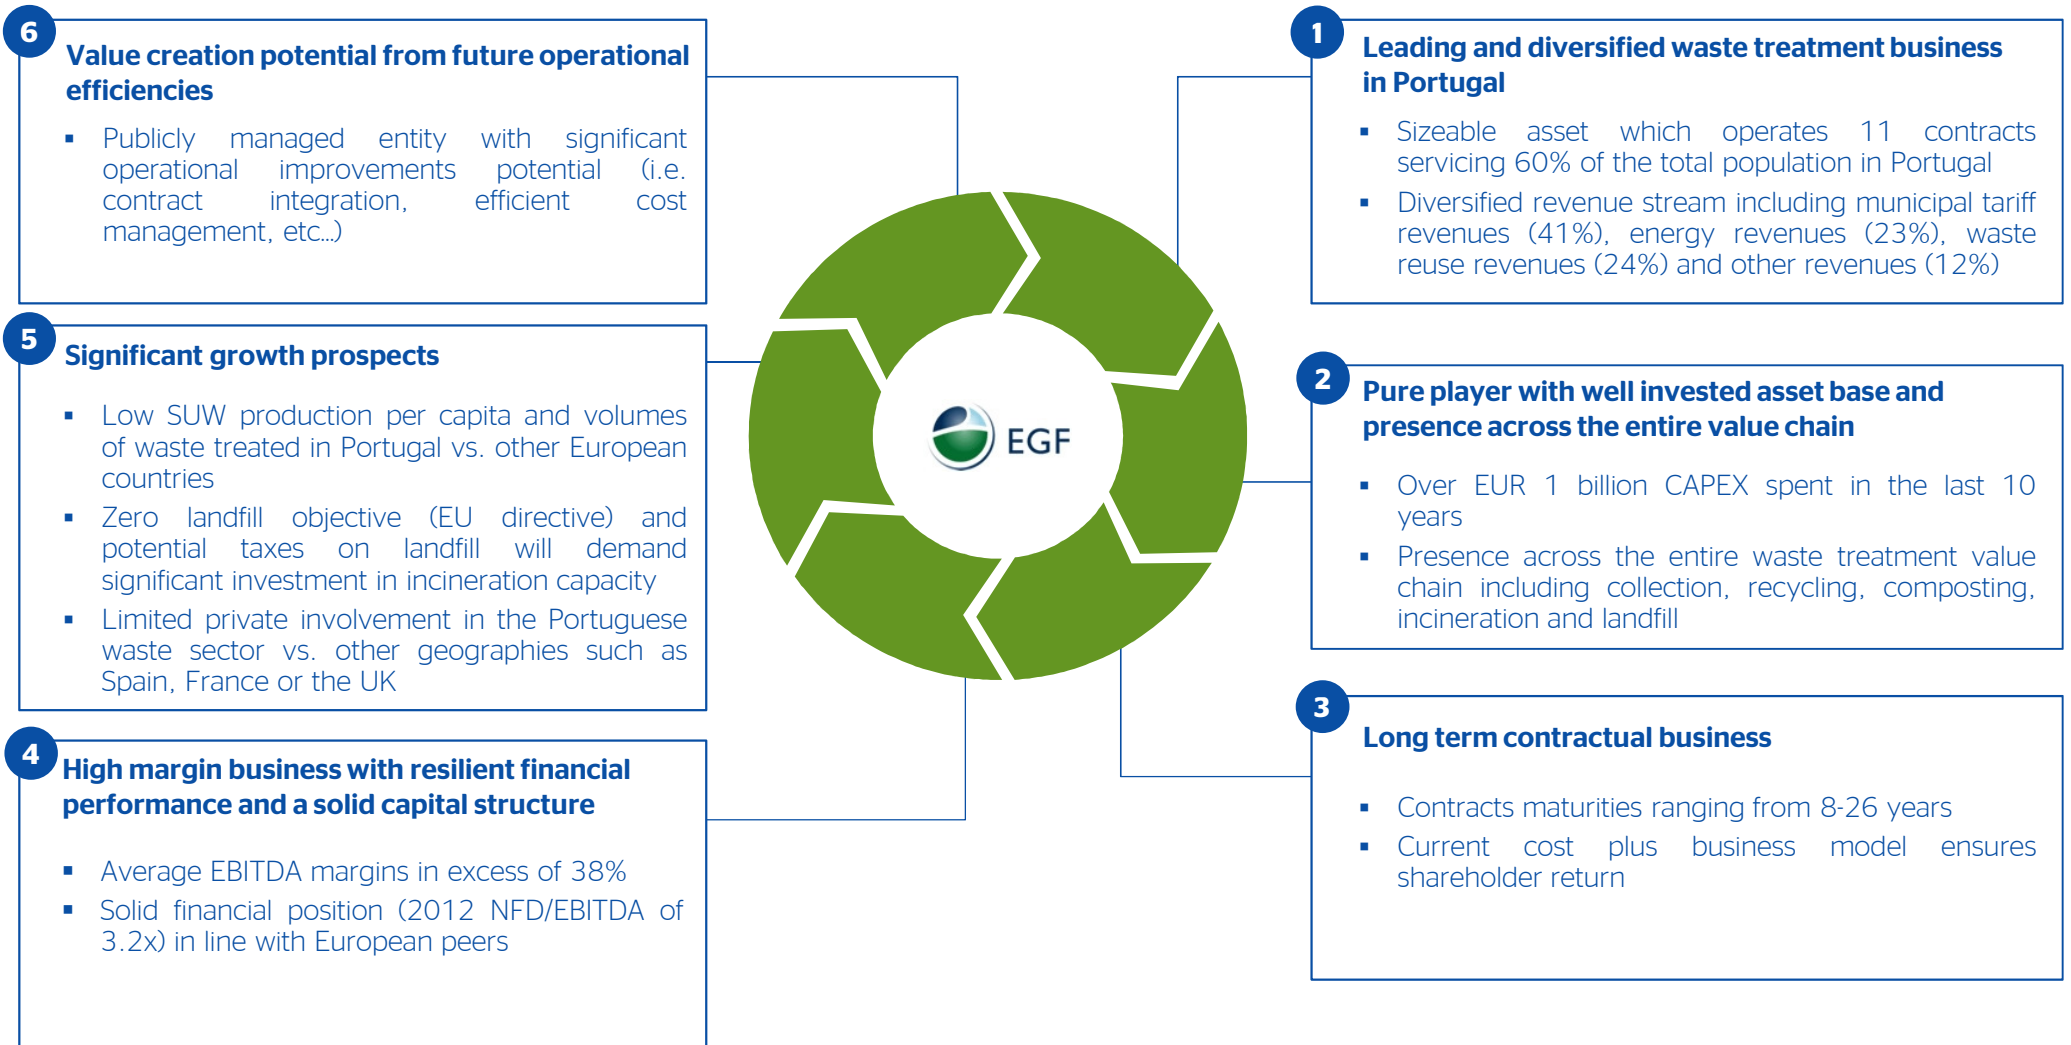 1
Leading and diversified waste treatment business
in Portugal
▪ Sizeable asset which operates 11 contracts
servicing 60% of the total population in Portugal
▪ Diversified revenue stream including municipal tariff
revenues (41%), energy revenues (23%), waste
reuse revenues (24%) and other revenues (12%)
2
Pure player with well invested asset base and
presence across the entire value chain
▪ Over EUR 1 billion CAPEX spent in the last 10
years
▪ Presence across the entire waste treatment value
chain including collection, recycling, composting,
incineration and landfill
3
Long term contractual business
▪ Contracts maturities ranging from 8-26 years
▪ Current cost plus business model ensures
shareholder return
4
High margin business with resilient financial
performance and a solid capital structure
▪ Average EBITDA margins in excess of 38%
▪ Solid financial position (2012 NFD/EBITDA of
3.2x) in line with European peers
5
Significant growth prospects
▪ Low SUW production per capita and volumes
of waste treated in Portugal vs. other European
countries
▪ Zero landfill objective (EU directive) and
potential taxes on landfill will demand
significant investment in incineration capacity
▪ Limited private involvement in the Portuguese
waste sector vs. other geographies such as
Spain, France or the UK
6
Value creation potential from future operational
efficiencies
▪ Publicly managed entity with significant
operational improvements potential (i.e.
contract integration, efficient cost
management, etc…)
EGF